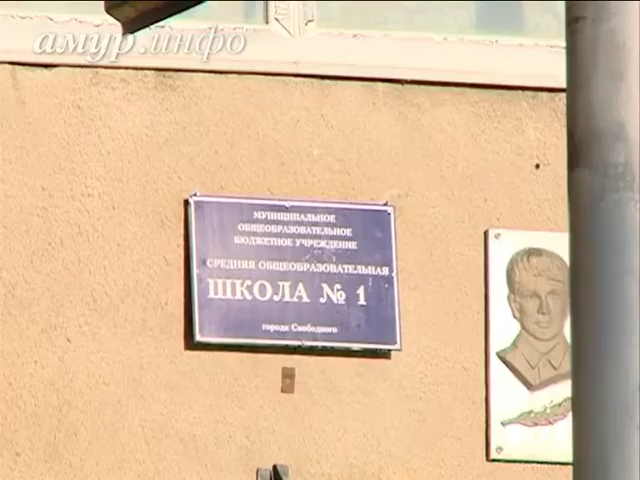 амур.инфо
МУНИЦИПАЛЬНОЕ
ОБЩЕОБРАЗОВАТЕЛЬНОЕ
БЮДЖЕТНОЕ УЧРЕЖДЕНИЕ
СРЕДНЯЯ ОБЩЕОБРАЗОВАТЕЛЬНАЯ
ШКОЛА № 1
города Свободного